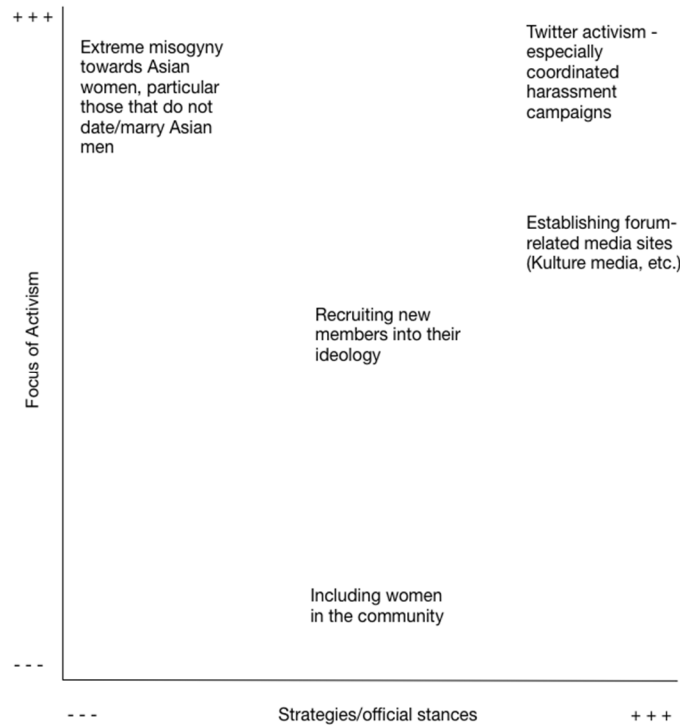 + + +
Extreme misogyny
towards Asian
women, particular
those that do not
date/marry Asian
men
Twitter activism -
especially
coordinated
harassment
campaigns
Establishing forum-
related media sites
(Kulture media, etc.)
Focus of Activism
Recruiting new
members into their
ideology
Including women
in the community
- - -
- - -
Strategies/official stances
+ + +